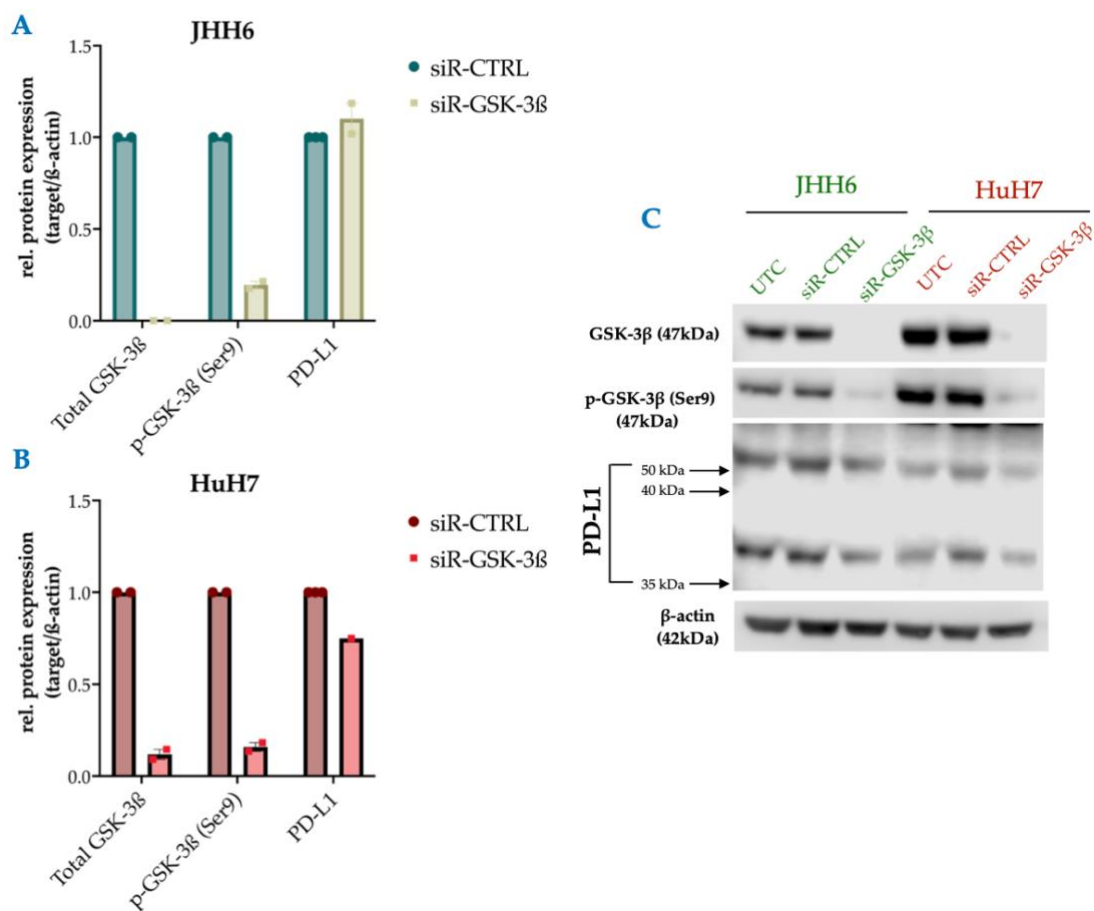 A
JHH6
rel. protein expression
(target/ß-actin)
1.5
1.0
0.5
0.0
Total GSK-3ß
p-GSK-3ß (Ser9)
PD-L1
siR-CTRL
siR-GSK-3ß
B
HuH7
rel. protein expression
(target/ß-actin)
1.5
1.0
0.5
0.0
Total GSK-3ß
p-GSK-3ß (Ser9)
PD-L1
siR-CTRL
siR-GSK-3ß
C
JHH6
HuH7
UTC
siR-CTRL
siR-GSK-3β
UTC
siR-CTRL
siR-GSK-3β
GSK-3β (47kDa)
p-GSK-3β (Ser9)
(47kDa)
PD-L1
50 kDa
40 kDa
35 kDa
β-actin
(42kDa)